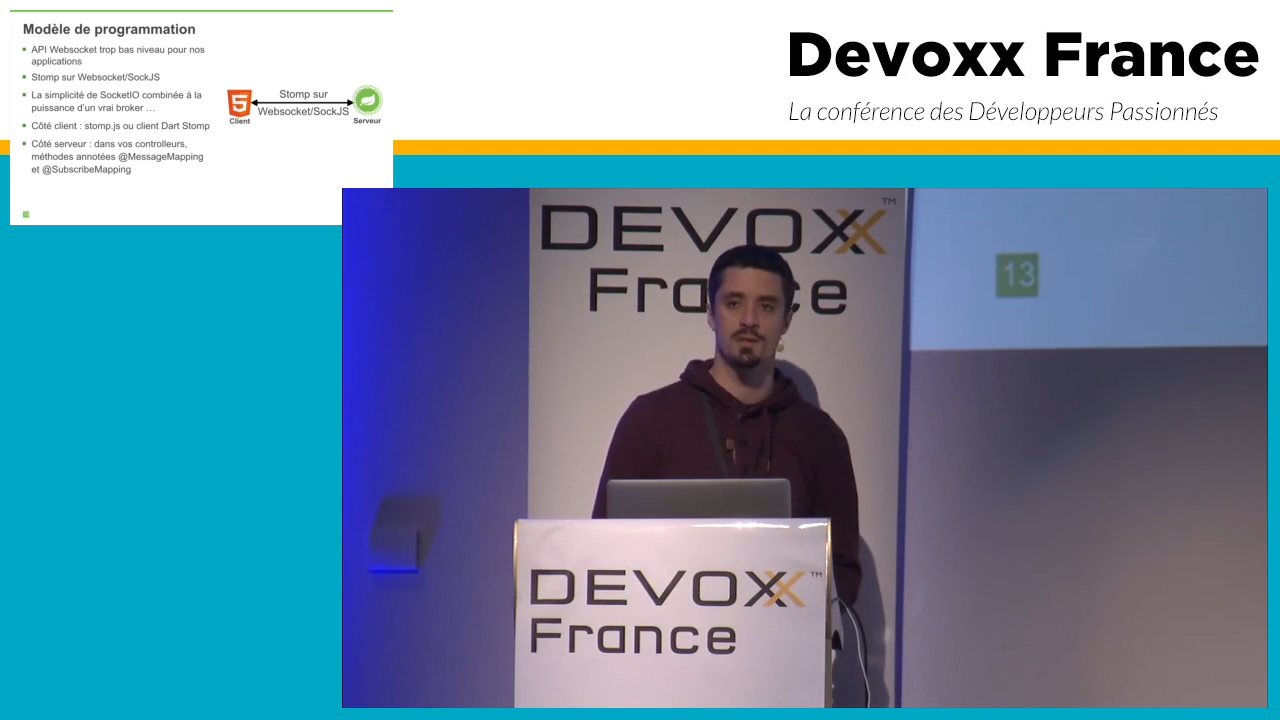 Modèle de programmation
API Websocket trop bas niveau pour nos
applications
Stomp sur Websocket/SockJS
La simplicité de SocketIO combinée à la
puissance d'un vrai broker ...
Côté client : stomp.js ou client Dart Stomp
Côté serveur : dans vos controlleurs,
méthodes annotées @MessageMapping
et @SubscribeMapping
Stomp sur
Websocket/SockJS
Client
Serveur
Devoxx France
La conférence des Développeurs Passionnés
DEVOXX™
France
13
DEVOXX™
France